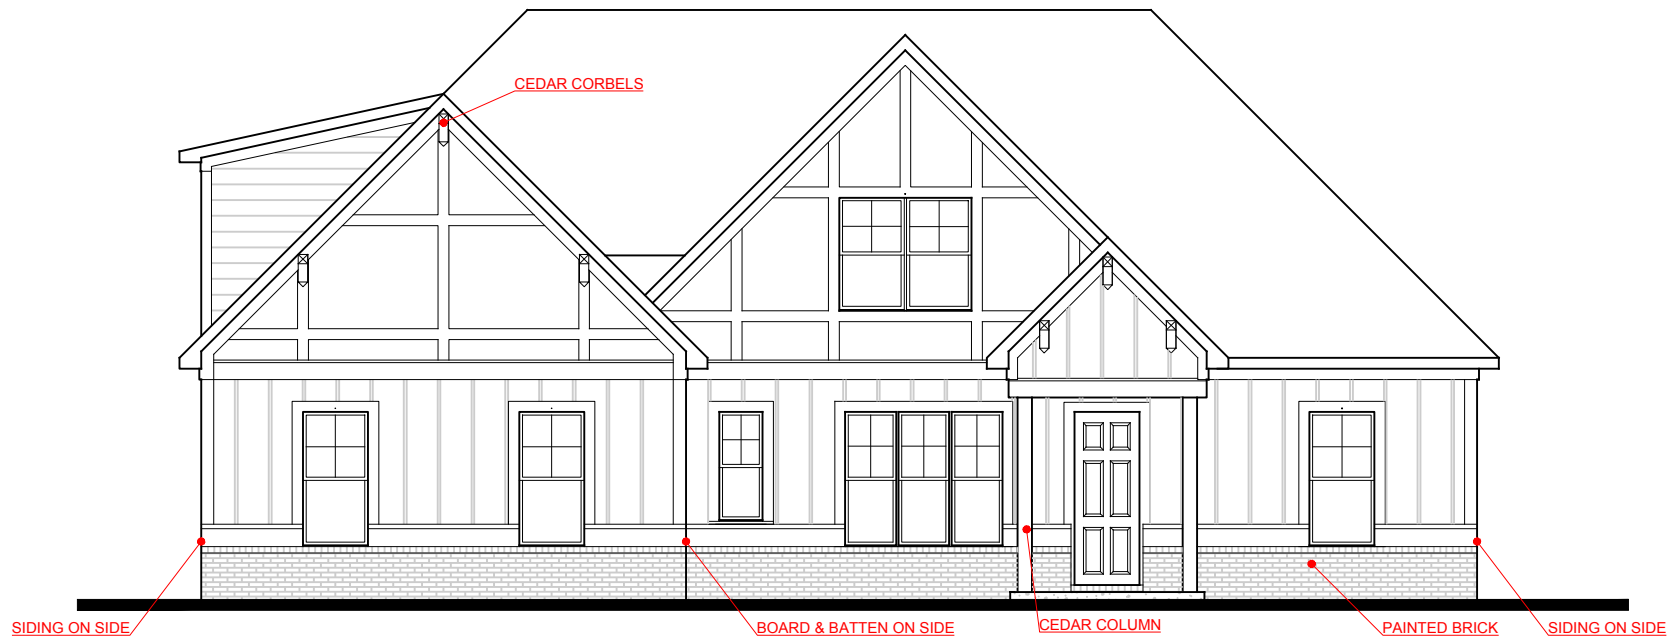 CEDAR CORBELS
SIDING ON SIDE
BOARD & BATTEN ON SIDE
CEDAR COLUMN
PAINTED BRICK
SIDING ON SIDE